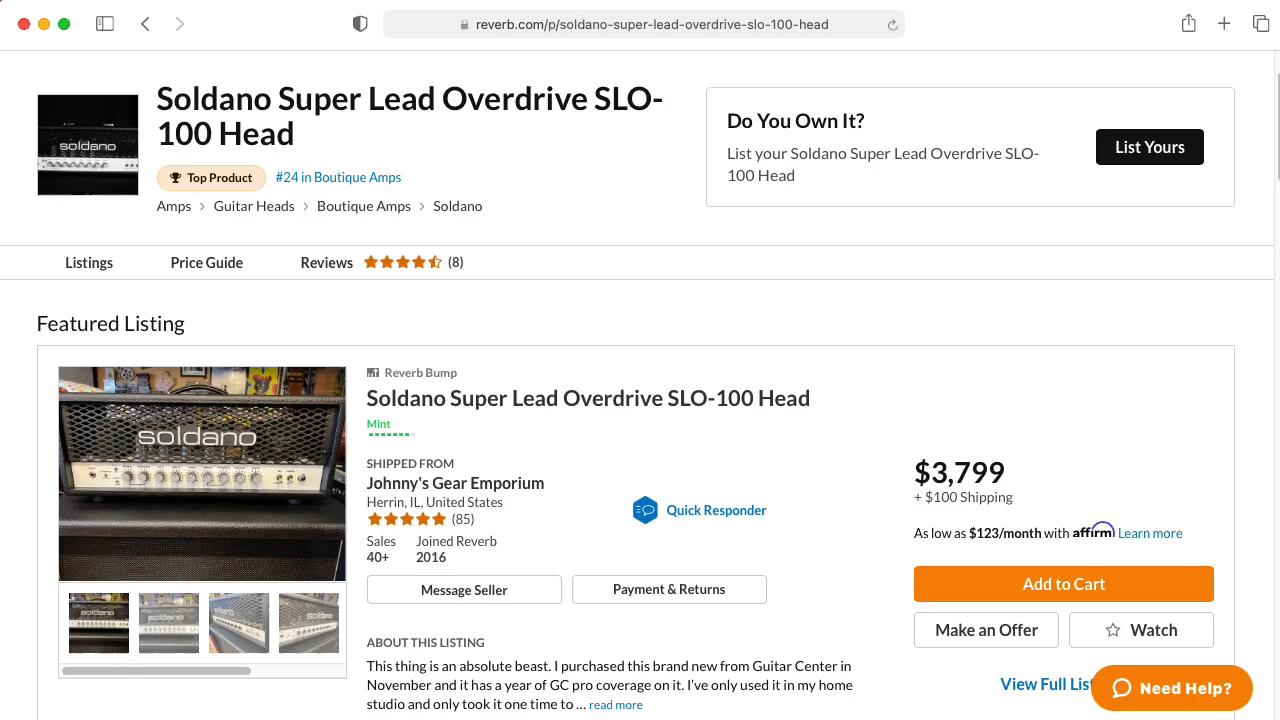 reverb.com/p/soldano-super-lead-overdrive-slo-100-head
soldano
Soldano Super Lead Overdrive SLO-
100 Head
Top Product
#24 in Boutique Amps
Amps
Guitar Heads
Boutique Amps
Soldano
Do You Own It?
List your Soldano Super Lead Overdrive SLO-
100 Head
List Yours
Listings
Price Guide
Reviews
(8)
Featured Listing
soldano
Reverb Bump
Soldano Super Lead Overdrive SLO-100 Head
Mint
SHIPPED FROM
Johnny's Gear Emporium
Herrin, IL, United States
(85)
Quick Responder
Sales
40+
Joined Reverb
2016
Message Seller
Payment & Returns
ABOUT THIS LISTING
This thing is an absolute beast. I purchased this brand new from Guitar Center in
November and it has a year of GC pro coverage on it. I've only used it in my home
studio and only took it one time to ... read more
$3,799
+ $100 Shipping
As low as $123/month with affirm Learn more
Add to Cart
Make an Offer
Watch
View Full List
Need Help?